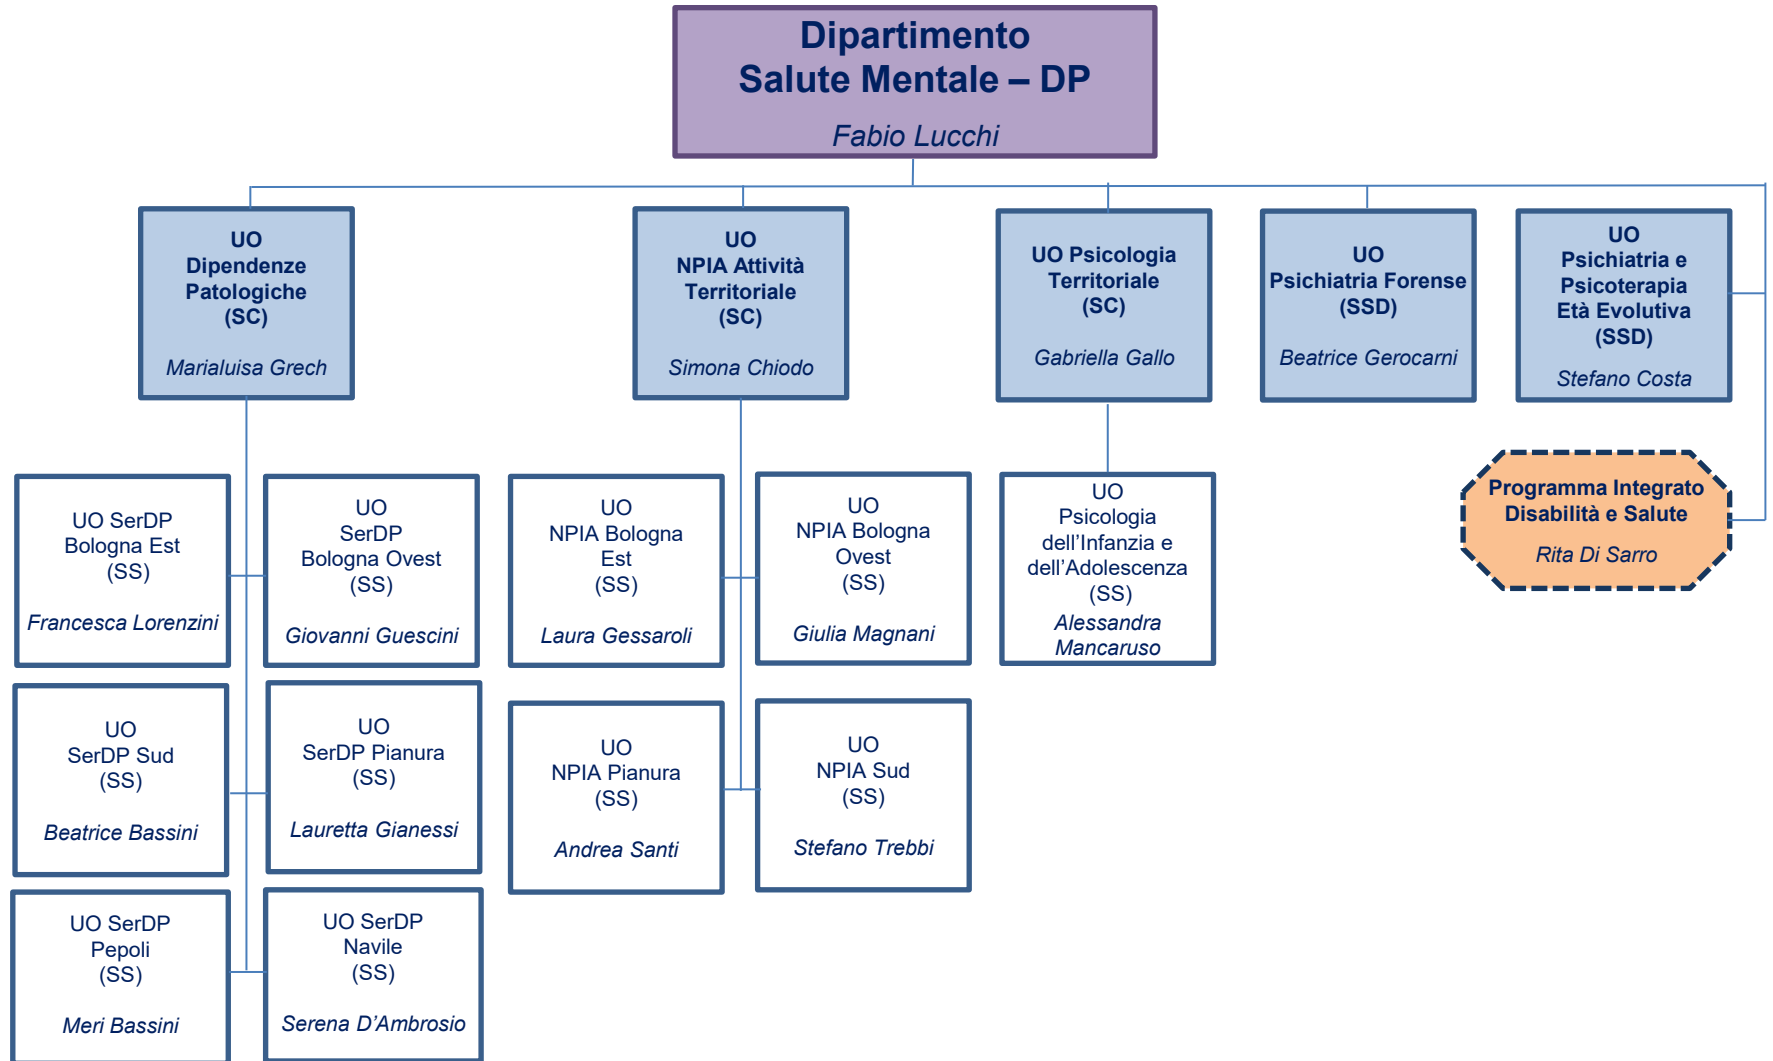 Dipartimento
Salute Mentale – DP
Fabio Lucchi
UO
Dipendenze
Patologiche
(SC)
Marialuisa Grech
UO
NPIA Attività
Territoriale
(SC)
Simona Chiodo
UO Psicologia
Territoriale
(SC)
Gabriella Gallo
UO
Psichiatria Forense
(SSD)
Beatrice Gerocarni
UO
Psichiatria e
Psicoterapia
Età Evolutiva
(SSD)
Stefano Costa
UO SerDP
Bologna Est
(SS)
Francesca Lorenzini
UO
SerDP
Bologna Ovest
(SS)
Giovanni Guescini
UO
NPIA Bologna
Est
(SS)
Laura Gessaroli
UO
NPIA Bologna
Ovest
(SS)
Giulia Magnani
UO
Psicologia
dell’Infanzia e
dell’Adolescenza
(SS)
Alessandra
Mancaruso
Programma Integrato
Disabilità e Salute
Rita Di Sarro
UO
SerDP Sud
(SS)
Beatrice Bassini
UO
SerDP Pianura
(SS)
Lauretta Gianessi
UO
NPIA Pianura
(SS)
Andrea Santi
UO
NPIA Sud
(SS)
Stefano Trebbi
UO SerDP
Pepoli
(SS)
Meri Bassini
UO SerDP
Navile
(SS)
Serena D’Ambrosio